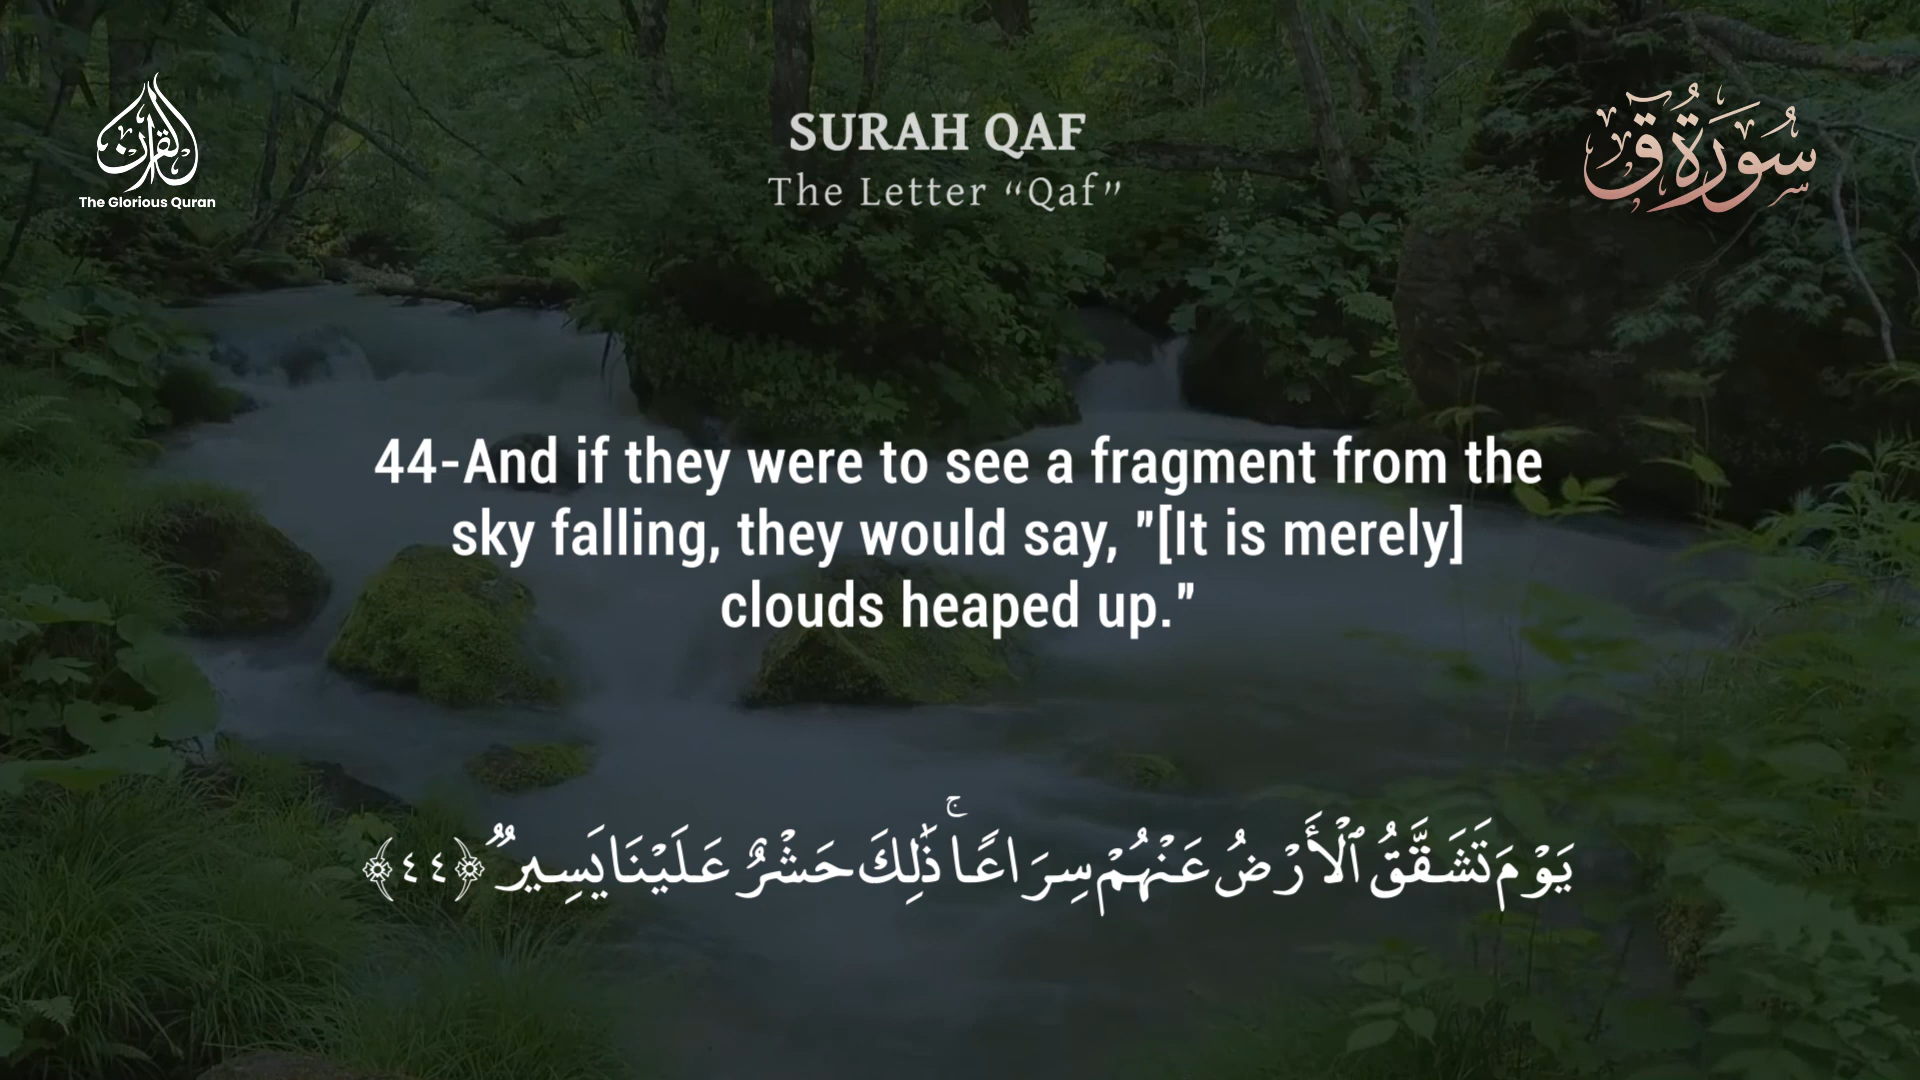 القرآن
The Glorious Quran
SURAH QAF
The Letter “Qaf”
سُورَةُ قٓ
44-And if they were to see a fragment from the
sky falling, they would say, "[It is merely]
clouds heaped up."
يَوْمَ تَشَقَّقُ ٱلْأَرْضُ عَنْهُمْ سِرَاعًا ۚ ذَٰلِكَ حَشْرٌ عَلَيْنَا يَسِيرٌ ﴿٤٤﴾